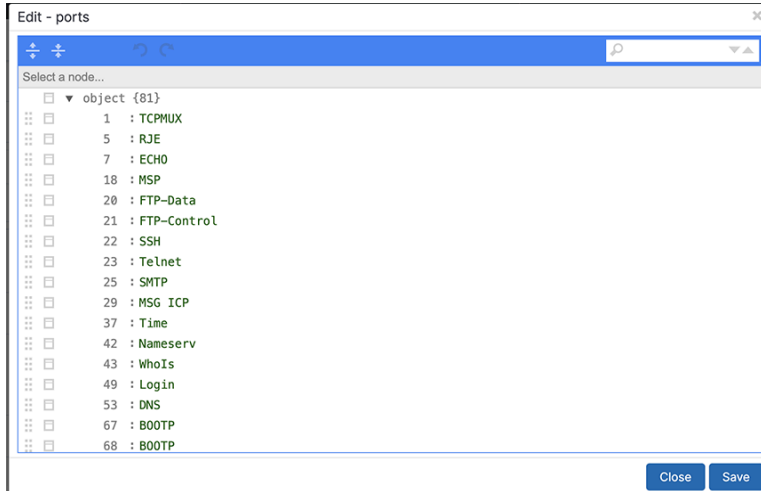 Edit - ports
Select a node...
object {81}
1 : TCPMUX
5 : RJE
7 : ECHO
18 : MSP
20 : FTP-Data
21 : FTP-Control
22 : SSH
23 : Telnet
25 : SMTP
29 : MSG ICP
37 : Time
42 : Nameserv
43 : WhoIs
49 : Login
53 : DNS
67 : BOOTP
68 : BOOTP
Close Save